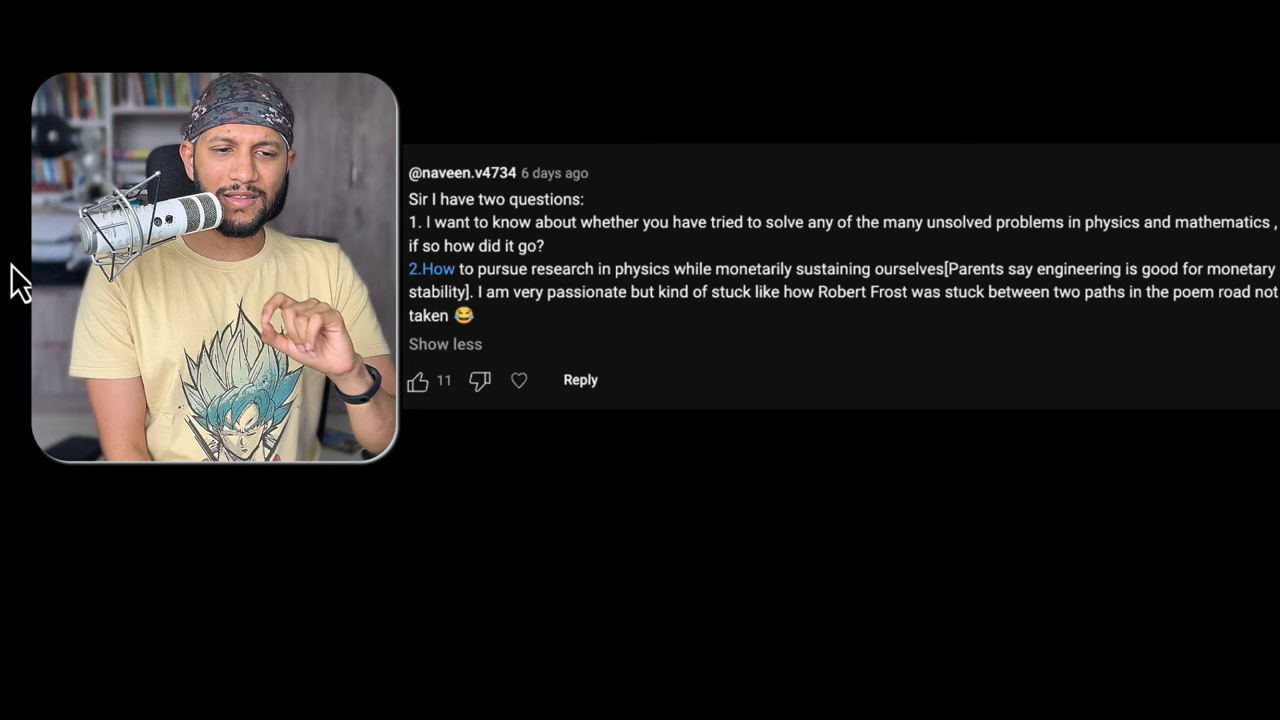 @naveen.v4734 6 days ago
Sir I have two questions:
1. I want to know about whether you have tried to solve any of the many unsolved problems in physics and mathematics ,
if so how did it go?
2.How to pursue research in physics while monetarily sustaining ourselves[Parents say engineering is good for monetary
stability]. I am very passionate but kind of stuck like how Robert Frost was stuck between two paths in the poem road not
taken 😂
Show less
11 Reply